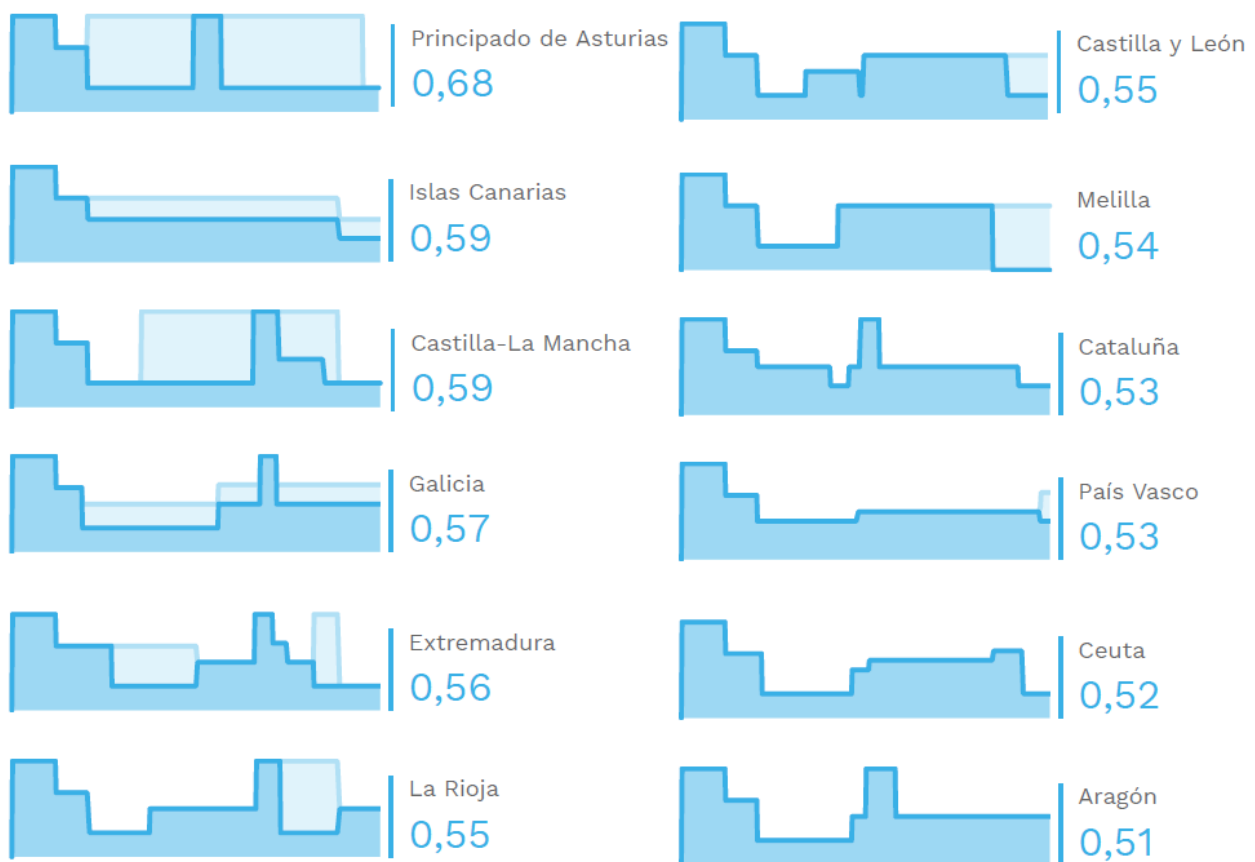 Principado de Asturias
0,68
Islas Canarias
0,59
Castilla-La Mancha
0,59
Galicia
0,57
Extremadura
0,56
La Rioja
0,55
Castilla y León
0,55
Melilla
0,54
Cataluña
0,53
País Vasco
0,53
Ceuta
0,52
Aragón
0,51